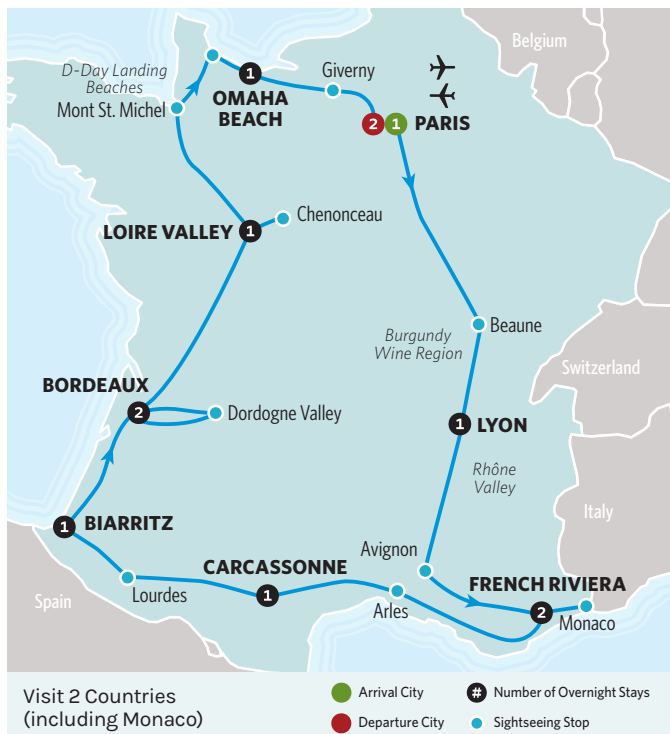 Belgium
D-Day Landing
Beaches
Mont St. Michel
1
OMAHA
BEACH
Giverny
2
1
PARIS
LOIRE VALLEY
1
Chenonceau
Burgundy
Wine Region
Beaune
Switzerland
BORDEAUX
2
Dordogne Valley
1
LYON
Rhône
Valley
Italy
1
BIARRITZ
Avignon
Spain
Lourdes
CARCASSONNE
1
Arles
FRENCH RIVIERA
2
Monaco
Visit 2 Countries
(including Monaco)
Arrival City
Departure City
# Number of Overnight Stays
Sightseeing Stop